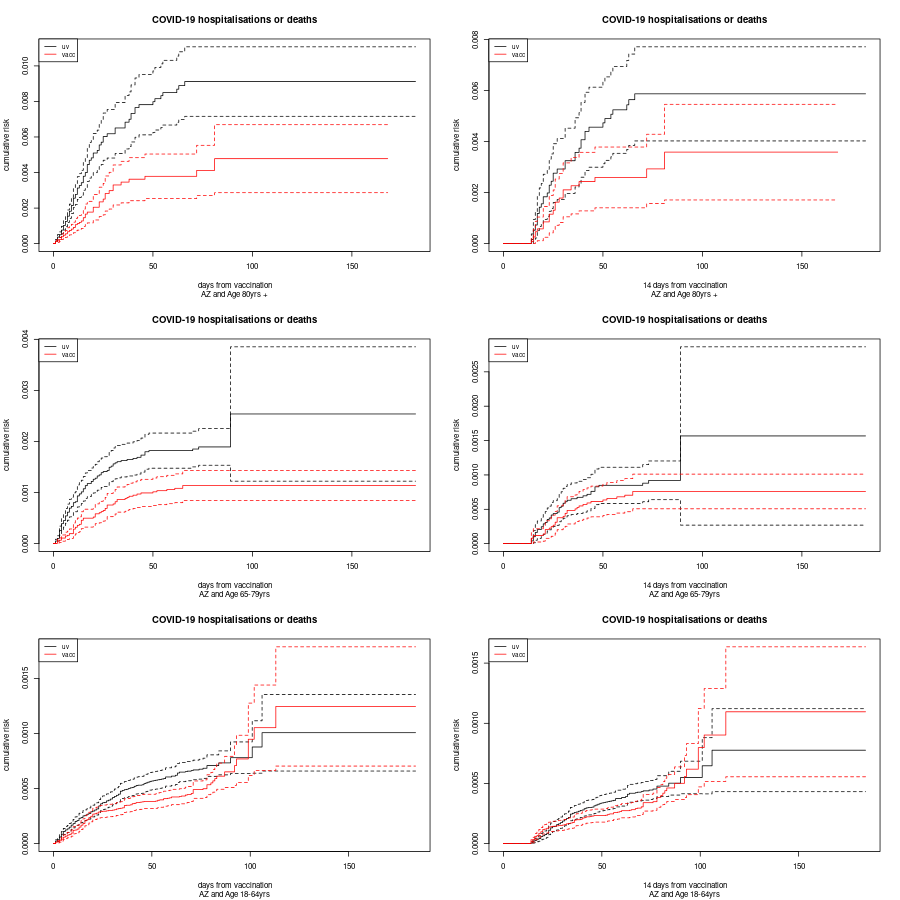 COVID-19 hospitalisations or deaths
uv
vacc
cumulative risk
0.000
0.002
0.004
0.006
0.008
0.010
0
50
100
150
days from vaccination
AZ and Age 80yrs +
COVID-19 hospitalisations or deaths
uv
vacc
cumulative risk
0.000
0.002
0.004
0.006
0.008
0
50
100
150
14 days from vaccination
AZ and Age 80yrs +
COVID-19 hospitalisations or deaths
uv
vacc
cumulative risk
0.000
0.001
0.002
0.003
0.004
0
50
100
150
days from vaccination
AZ and Age 65-79yrs
COVID-19 hospitalisations or deaths
uv
vacc
cumulative risk
0.0000
0.0005
0.0010
0.0015
0.0020
0.0025
0
50
100
150
14 days from vaccination
AZ and Age 65-79yrs
COVID-19 hospitalisations or deaths
uv
vacc
cumulative risk
0.0000
0.0005
0.0010
0.0015
0
50
100
150
days from vaccination
AZ and Age 18-64yrs
COVID-19 hospitalisations or deaths
uv
vacc
cumulative risk
0.0000
0.0005
0.0010
0.0015
0
50
100
150
14 days from vaccination
AZ and Age 18-64yrs